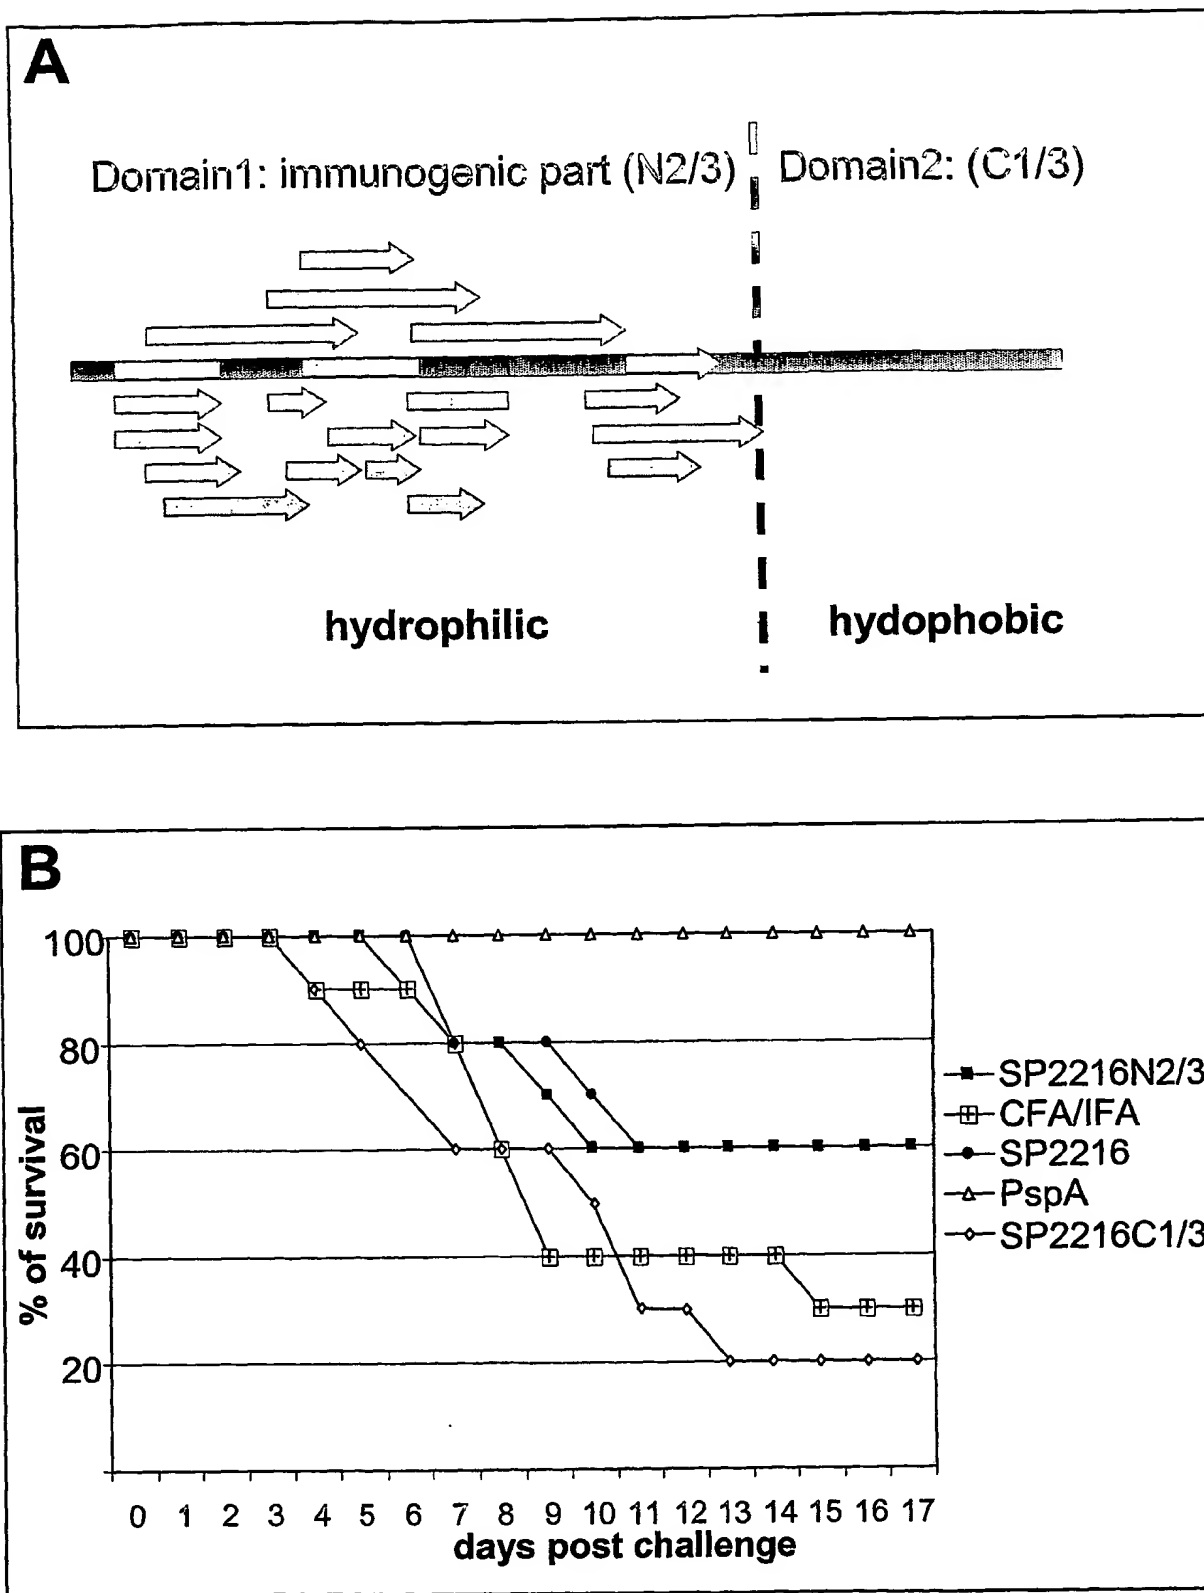 A
Domain1: immunogenic part (N2/3)
Domain2: (C1/3)
hydrophilic
hydophobic
B
100
80
60
40
20
% of survival
0 1 2 3 4 5 6 7 8 9 10 11 12 13 14 15 16 17
days post challenge
SP2216N2/3
CFA/IFA
SP2216
PspA
SP2216C1/3